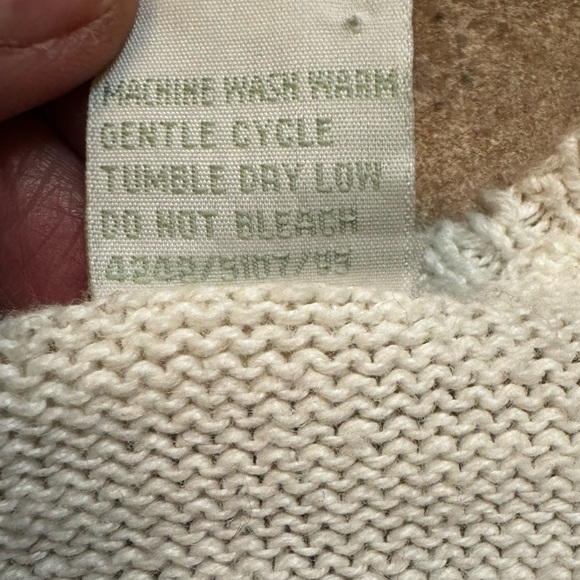 MACHINE WASH WARM
GENTLE CYCLE
TUMBLE DRY LOW
DO NOT BLEACH